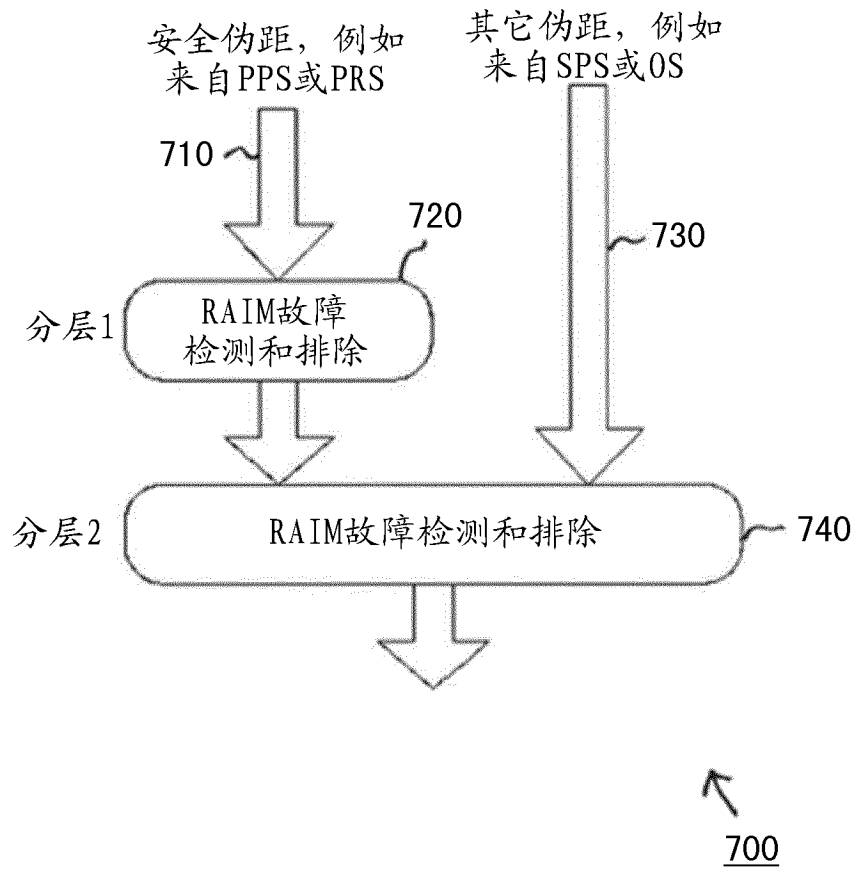 安全伪距，例如
来自PPS或PRS
其它伪距，例如
来自SPS或OS
710
720
730
分层1
RAIM故障
检测和排除
分层2
RAIM故障检测和排除
740
700